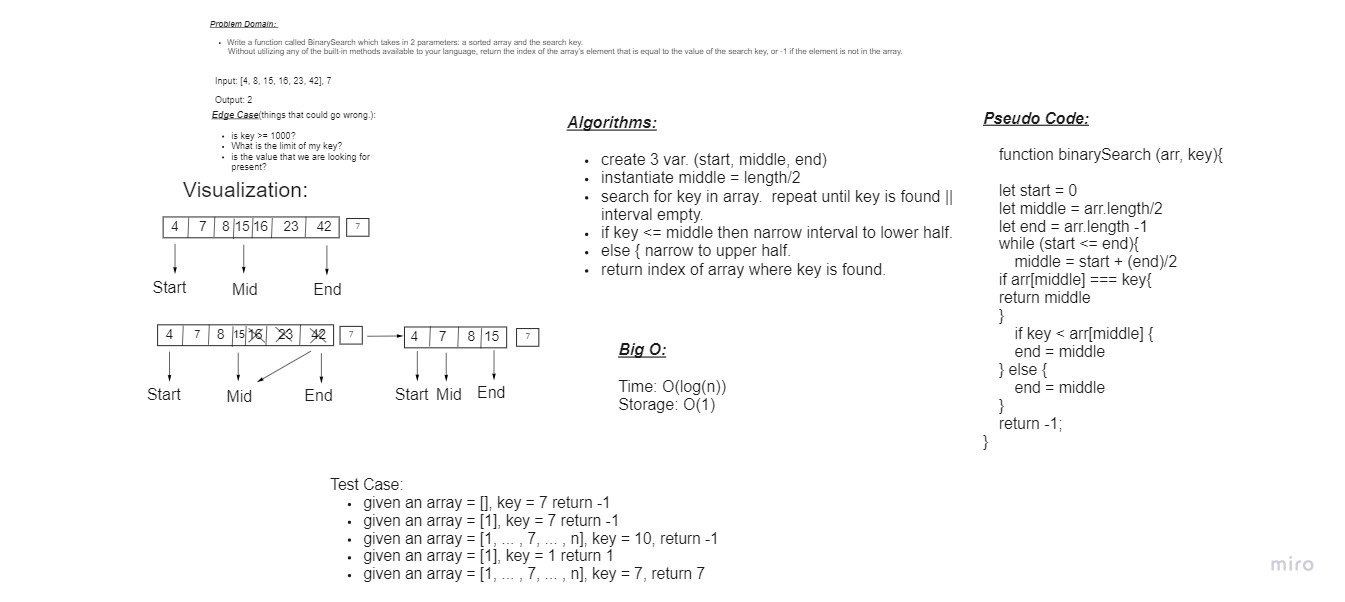 Problem Domain:
• Write a function called BinarySearch which takes in 2 parameters: a sorted array and the search key.
Without utilizing any of the built-in methods available to your language, return the index of the array's element that is equal to the value of the search key, or -1 if the element is not in the array.
Input: [4, 8, 15, 16, 23, 42], 7
Output: 2
Edge Case(things that could go wrong.):
• is key >= 1000?
• What is the limit of my key?
• is the value that we are looking for
present?
Visualization:
4 7 8 15 16 23 42 7
Start Mid End
4 7 8 15 16 23 42 7
Start Mid End
4 7 8 15 7
Start Mid End
Algorithms:
• create 3 var. (start, middle, end)
• instantiate middle = length/2
• search for key in array. repeat until key is found ||
interval empty.
• if key <= middle then narrow interval to lower half.
• else { narrow to upper half.
• return index of array where key is found.
Big O:
Time: O(log(n))
Storage: O(1)
Pseudo Code:
function binarySearch (arr, key){
let start = 0
let middle = arr.length/2
let end = arr.length -1
while (start <= end){
middle = start + (end)/2
if arr[middle] === key{
return middle
}
if key < arr[middle] {
end = middle
} else {
end = middle
}
return -1;
}
Test Case:
• given an array = [], key = 7 return -1
• given an array = [1], key = 7 return -1
• given an array = [1, ... , 7, ... , n], key = 10, return -1
• given an array = [1], key = 1 return 1
• given an array = [1, ... , 7, ... , n], key = 7, return 7
miro